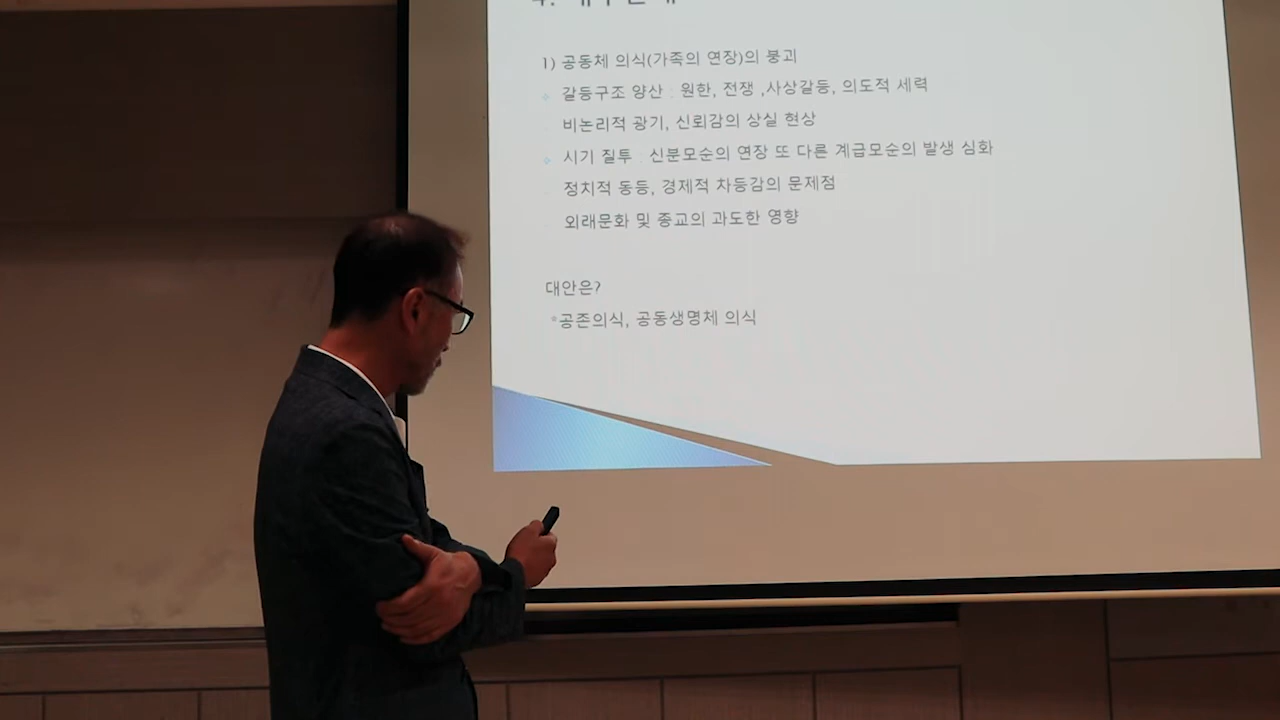 1) 공동체 의식(가족의 연장)의 붕괴
갈등구조 양산 : 원한, 전쟁 ,사상갈등, 의도적 세력
비논리적 광기, 신뢰감의 상실 현상
시기 질투 : 신분모순의 연장 또 다른 계급모순의 발생 심화
정치적 동등, 경제적 차등감의 문제점
외래문화 및 종교의 과도한 영향
대안은?
*공존의식, 공동생명체 의식